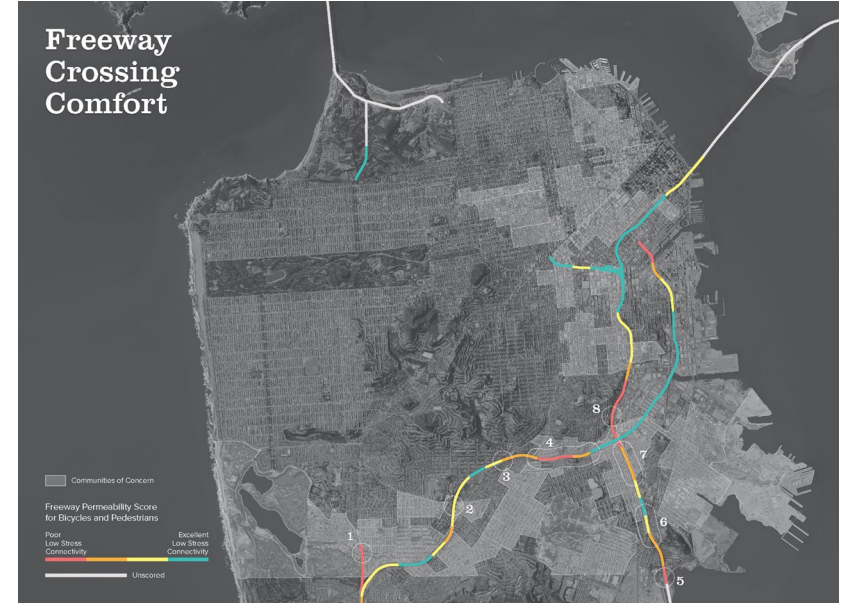 Freeway
Crossing
Comfort
Communities of Concern
Freeway Permeability Score
for Bicycles and Pedestrians
Poor
Low Stress
Connectivity
Excellent
Low Stress
Connectivity
Unscored
1
2
3
4
5
6
7
8